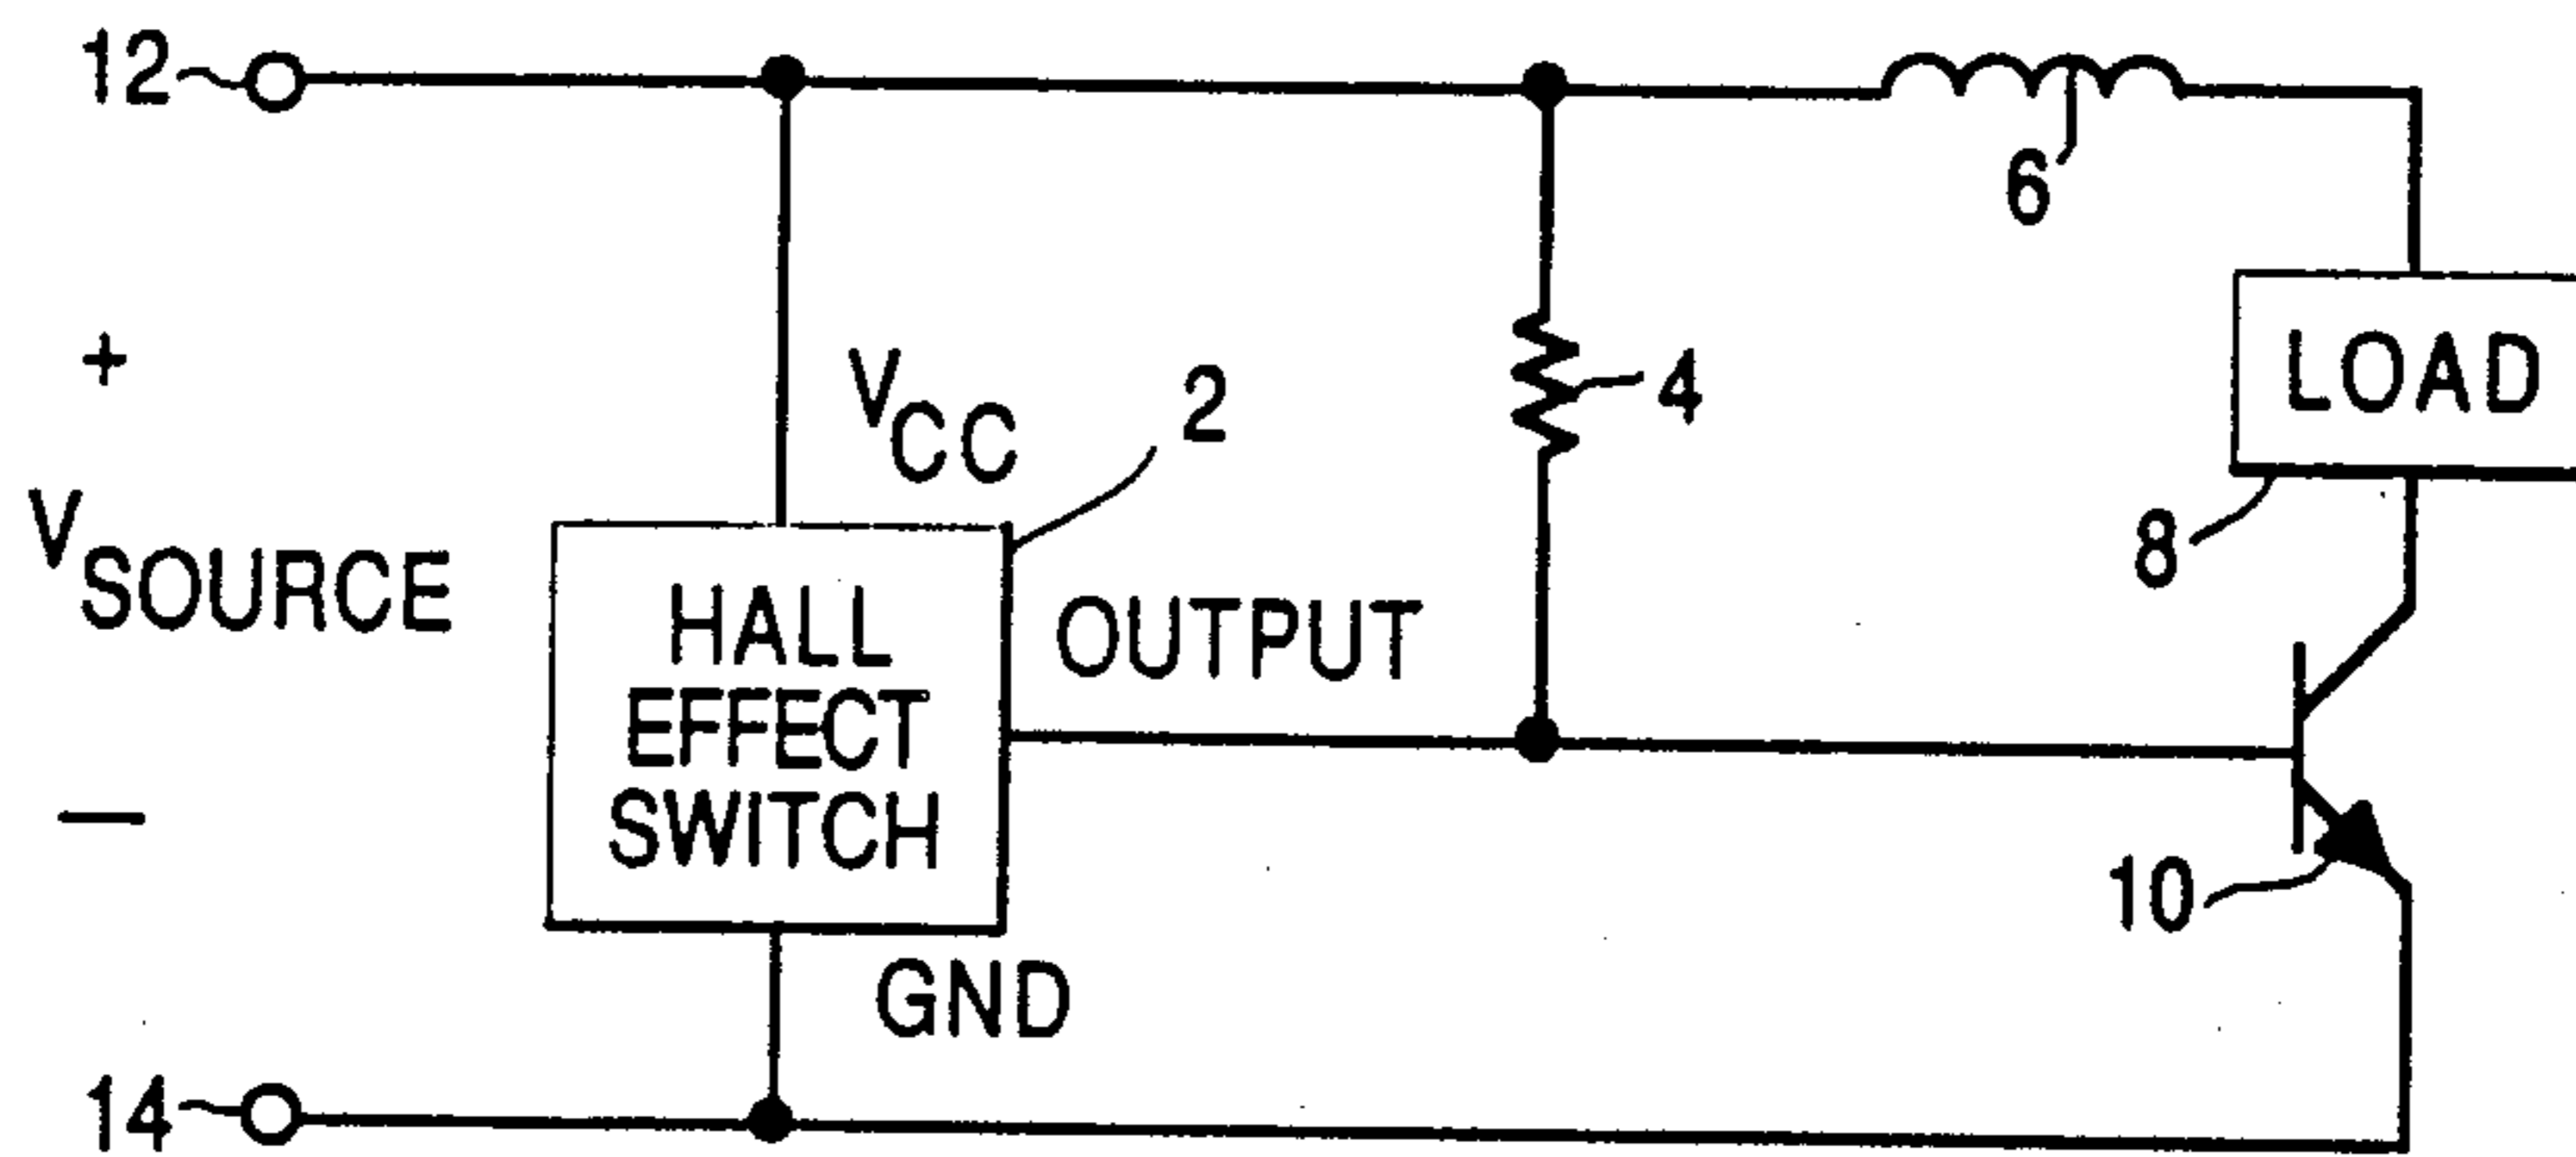 12
6
+
LOAD
VCC
2
4
VSOURCE
8
HALL
EFFECT
SWITCH
OUTPUT
—
10
GND
14